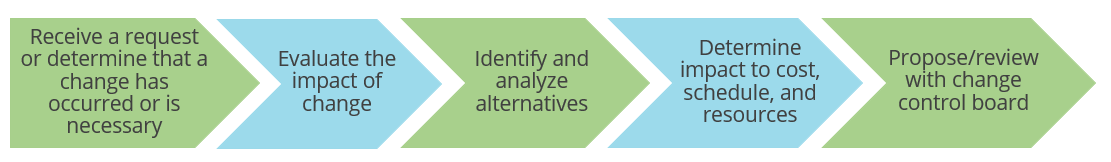 Receive a request
or determine that a
change has
occurred or is
necessary
Evaluate the
impact of
change
Identify and
analyze
alternatives
Determine
impact to cost,
schedule, and
resources
Propose/review
with change
control board